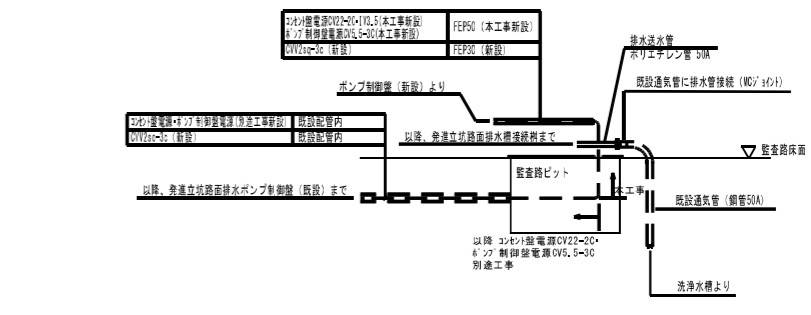 コンセント盤電源CV22-2C・IV3.5(本工事新設)
ポンプ制御盤電源CV5.5-3C(本工事新設)
FEP50（本工事新設）
CVV2sq-3c（新設）
FEP30（新設）
排水送水管
ポリエチレン管 50A
ポンプ制御盤（新設）より
既設通気管に排水管接続（MCジョイント）
コンセント盤電源・ポンプ制御盤電源(別途工事新設)
既設配管内
CVV2sc-3c（新設）
既設配管内
以降、発進立坑路面排水槽接続樹まで
監査路床面
監査路ピット
以降、発進立坑路面排水ポンプ制御盤（既設）まで
本工事
既設通気管（鋼管50A）
以降 コンセント盤電源CV22-2C・
ポンプ制御盤電源CV5.5-3C
別途工事
洗浄水槽より